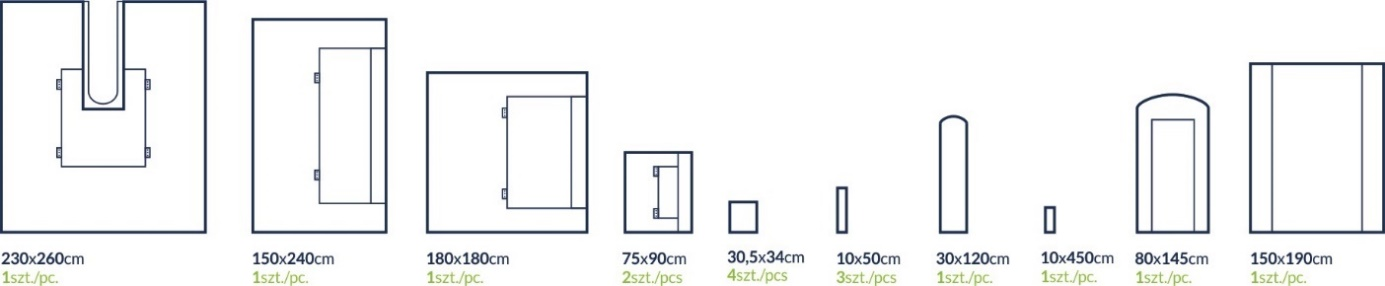 230x260cm
1szt./pc.
150x240cm
1szt./pc.
180x180cm
1szt./pc.
75x90cm
2szt./pcs
30,5x34cm
4szt./pcs
10x50cm
3szt./pcs
30x120cm
1szt./pc.
10x450cm
1szt./pc.
80x145cm
1szt./pc.
150x190cm
1szt./pc.